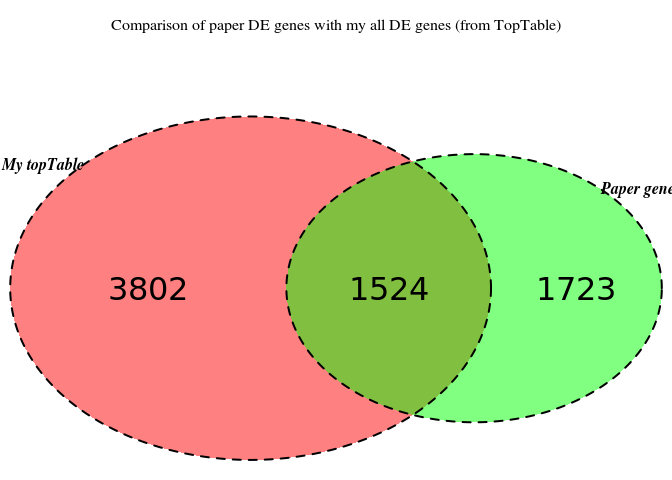 Comparison of paper DE genes with my all DE genes (from TopTable)
My topTable
Paper gene
3802
1524
1723